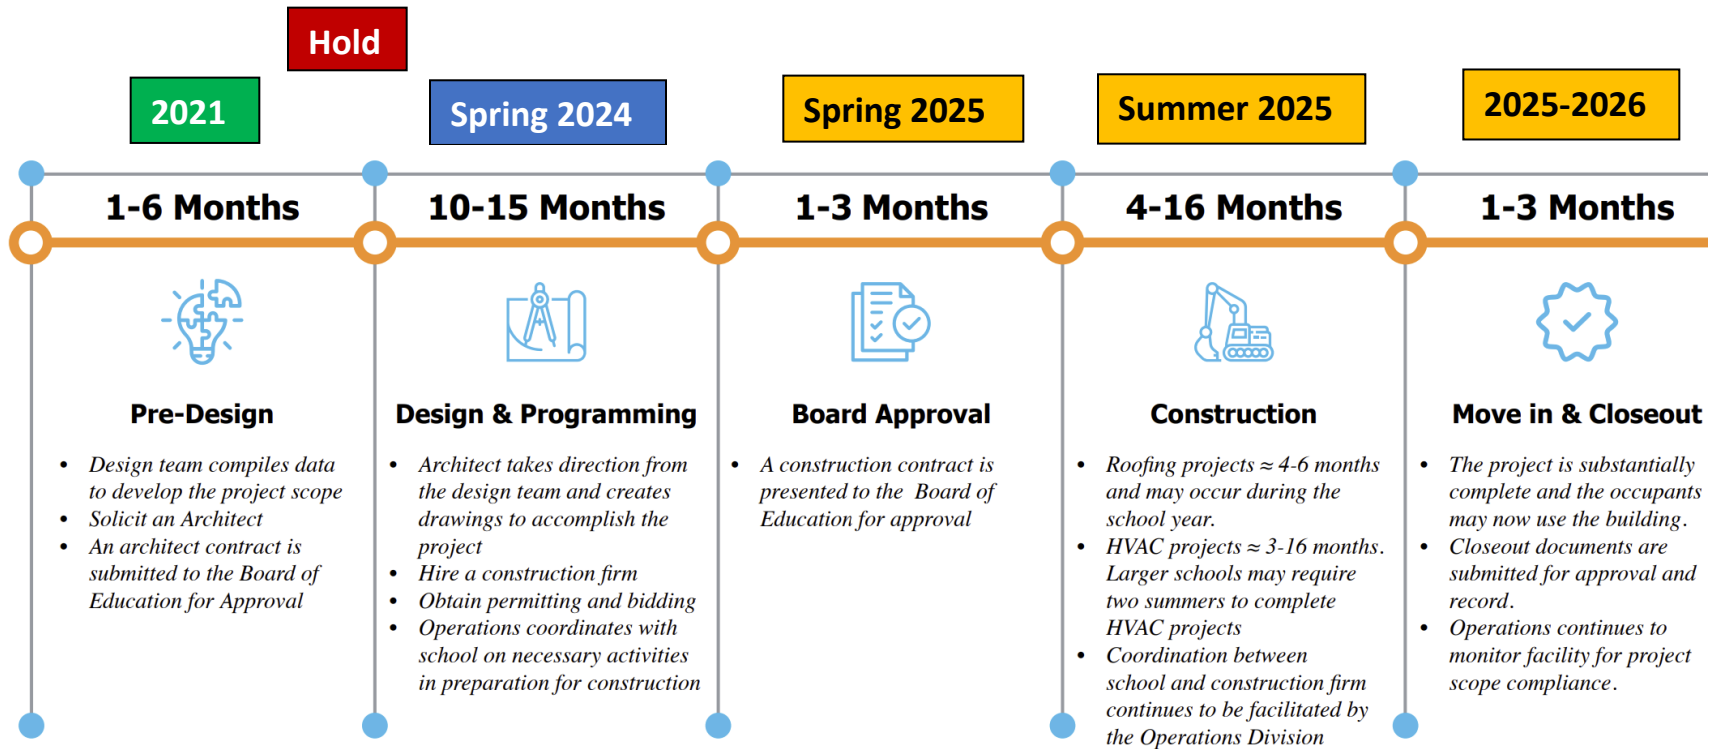 Hold
2021
Spring 2024
Spring 2025
Summer 2025
2025-2026
1-6 Months
10-15 Months
1-3 Months
4-16 Months
1-3 Months
Pre-Design
• Design team compiles data
to develop the project scope
• Solicit an Architect
• An architect contract is
submitted to the Board of
Education for Approval
Design & Programming
• Architect takes direction from
the design team and creates
drawings to accomplish the
project
• Hire a construction firm
• Obtain permitting and bidding
• Operations coordinates with
school on necessary activities
in preparation for construction
Board Approval
• A construction contract is
presented to the Board of
Education for approval
Construction
• Roofing projects ≈ 4-6 months
and may occur during the
school year.
• HVAC projects ≈ 3-16 months.
Larger schools may require
two summers to complete
HVAC projects
• Coordination between
school and construction firm
continues to be facilitated by
the Operations Division
Move in & Closeout
• The project is substantially
complete and the occupants
may now use the building.
• Closeout documents are
submitted for approval and
record.
• Operations continues to
monitor facility for project
scope compliance.